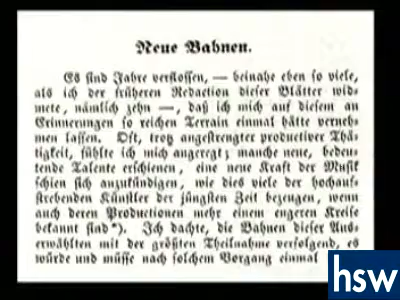 Neue Bahnen.
Es sind Jahre verflossen, — beinahe eben so viele,
als ich der früheren Redaction dieser Blätter wid-
mete, nämlich zehn —, daß ich mich auf diesem an
Erinnerungen so reichen Terrain einmal hätte verneh-
men lassen. Oft, trotz angestrengter productiver Thä-
tigkeit, fühlte ich mich angeregt; manche neue, bedeu-
tende Talente erschienen, eine neue Kraft der Musik
schien sich anzukündigen, wie dies viele der hochauf-
strebenden Künstler der jüngsten Zeit bezeugen, wenn
auch deren Productionen mehr einem engeren Kreise
bekannt sind*). Ich dachte, die Bahnen dieser Aus-
erwählten mit der größten Theilnahme verfolgend, es
würde und müsse nach solchem Vorgang einmal
hsw